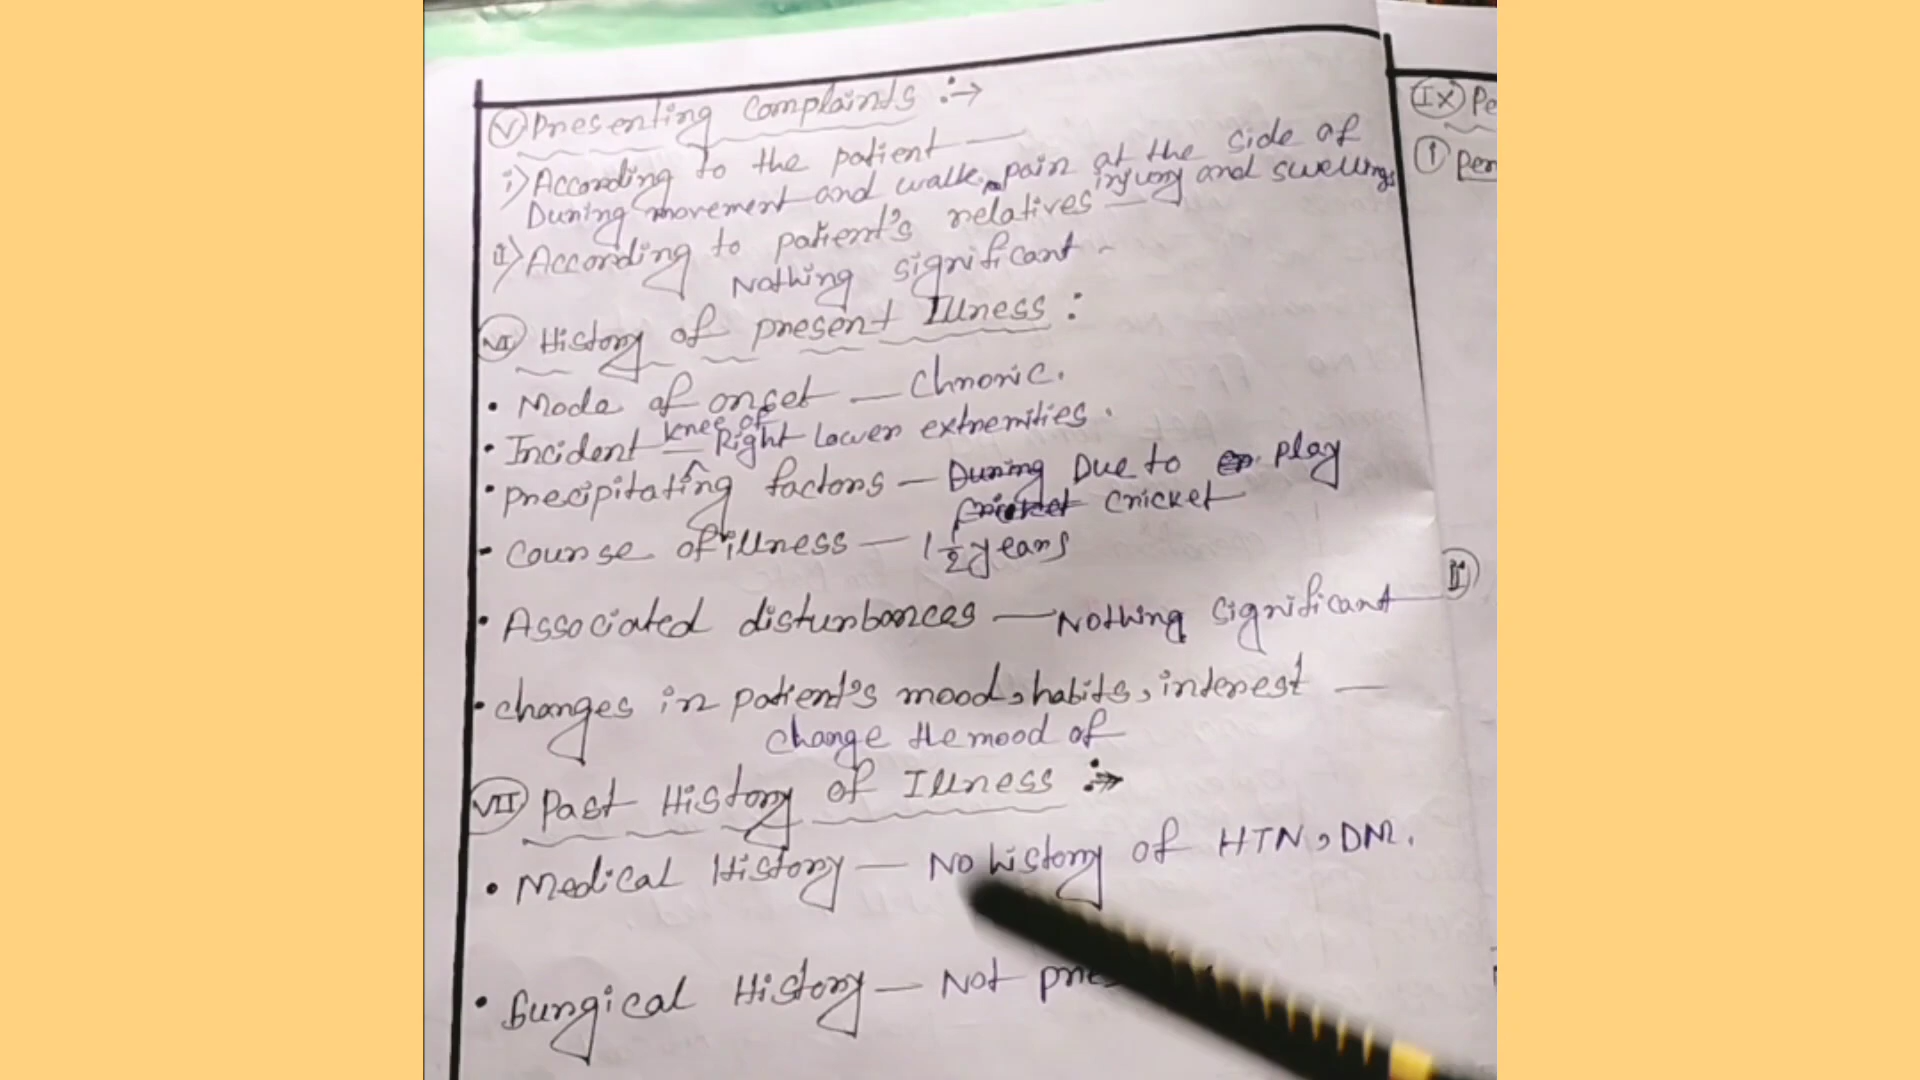 (V) Presenting Complaints :→
i) According to the patient —
During movement and walk, pain at the side of
injury and swellings
ii) According to patient's relatives —
Nothing significant -
(VI) History of present Illness :
• Mode of onset — Chronic.
• Incident — knee of Right Lower extremities.
• precipitating factors — During Due to play
Cricket cricket
- Course of illness — 1 1/2 years
• Associated disturbances — Nothing significant
• changes in patient's mood, habits, interest —
change the mood of
(VII) Past History of Illness :→
• Medical History — No history of HTN, DM.
• Surgical History — Not
(IX) Pe
(I) per
(II)